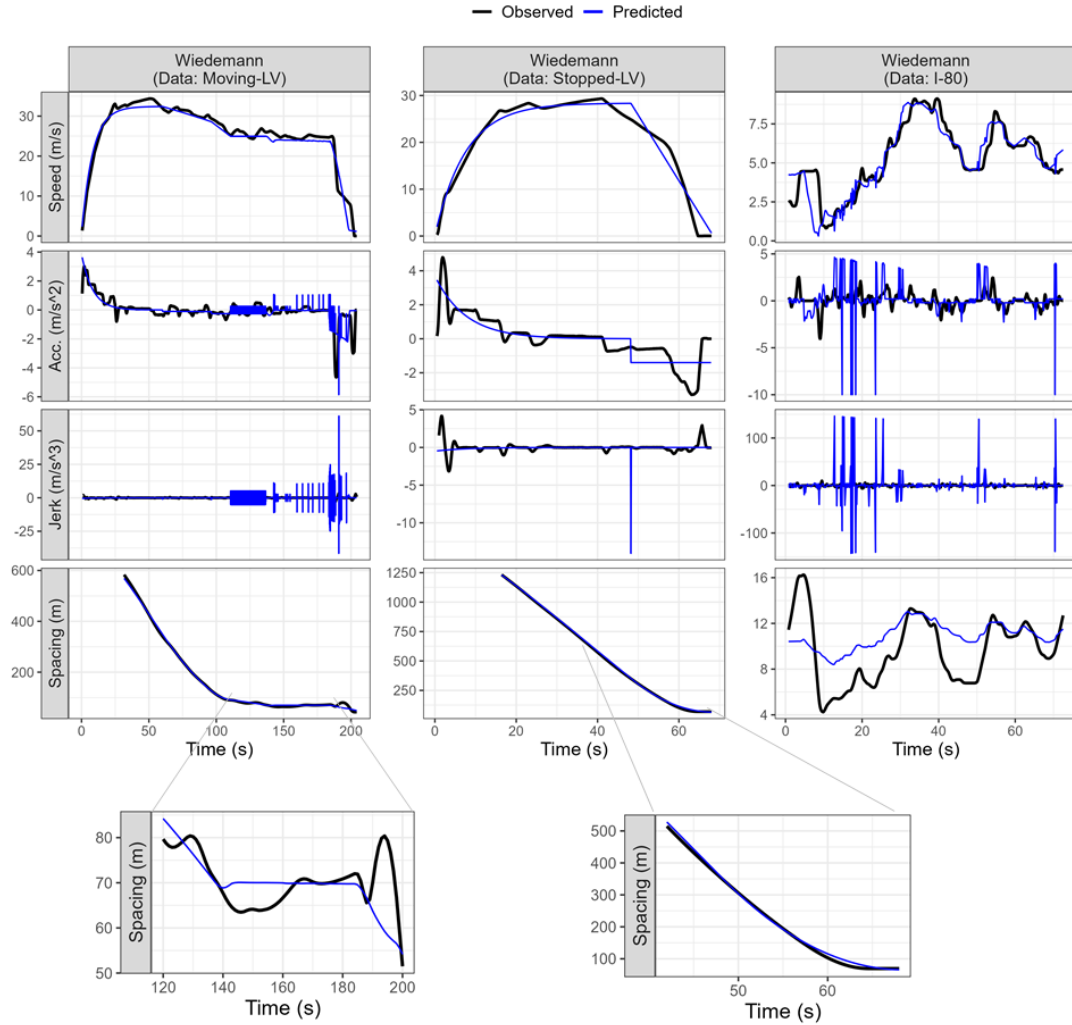 Observed Predicted
Wiedemann
(Data: Moving-LV)
Wiedemann
(Data: Stopped-LV)
Wiedemann
(Data: I-80)
Speed (m/s)
30
20
10
0
30
20
10
0
7.5
5.0
2.5
0.0
Acc. (m/s^2)
4
2
0
-2
-4
-6
4
2
0
-2
5
0
-5
-10
Jerk (m/s^3)
50
25
0
-25
5
0
-5
-10
100
0
-100
Spacing (m)
600
400
200
1250
1000
750
500
250
16
12
8
4
0 50 100 150 200
0 20 40 60
0 20 40 60
Time (s)
Time (s)
Time (s)
Spacing (m)
80
70
60
50
120 140 160 180 200
Time (s)
Spacing (m)
500
400
300
200
100
50 60
Time (s)